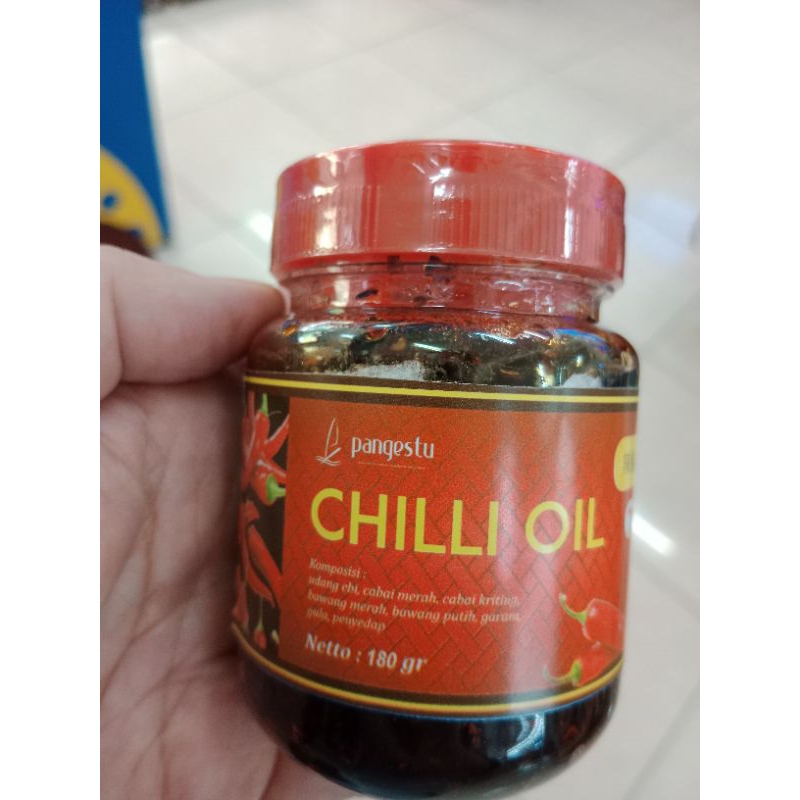 pangestu
CHILLI OIL
Komposisi :
udang ebi, cabai merah, cabai kriting,
bawang merah, bawang putih, garam,
gula, penyedap
Netto : 180 gr